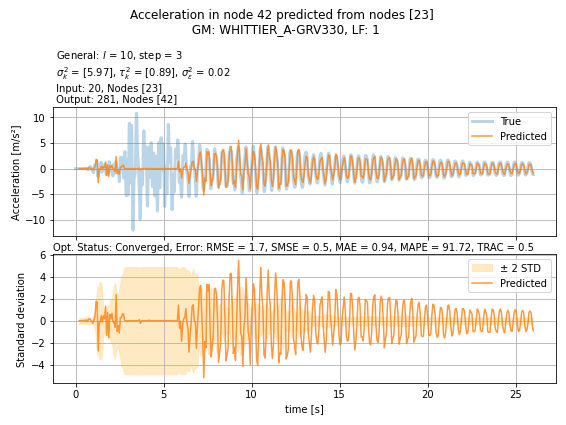 Acceleration in node 42 predicted from nodes [23]
GM: WHITTIER_A-GRV330, LF: 1
General: l = 10, step = 3
σ²ₖ = [5.97], τ²ₖ = [0.89], σ²ε = 0.02
Input: 20, Nodes [23]
Output: 281, Nodes [42]
Acceleration [m/s²]
10
5
0
−5
−10
True
Predicted
Opt. Status: Converged, Error: RMSE = 1.7, SMSE = 0.5, MAE = 0.94, MAPE = 91.72, TRAC = 0.5
Standard deviation
6
4
2
0
−2
−4
± 2 STD
Predicted
0 5 10 15 20 25
time [s]